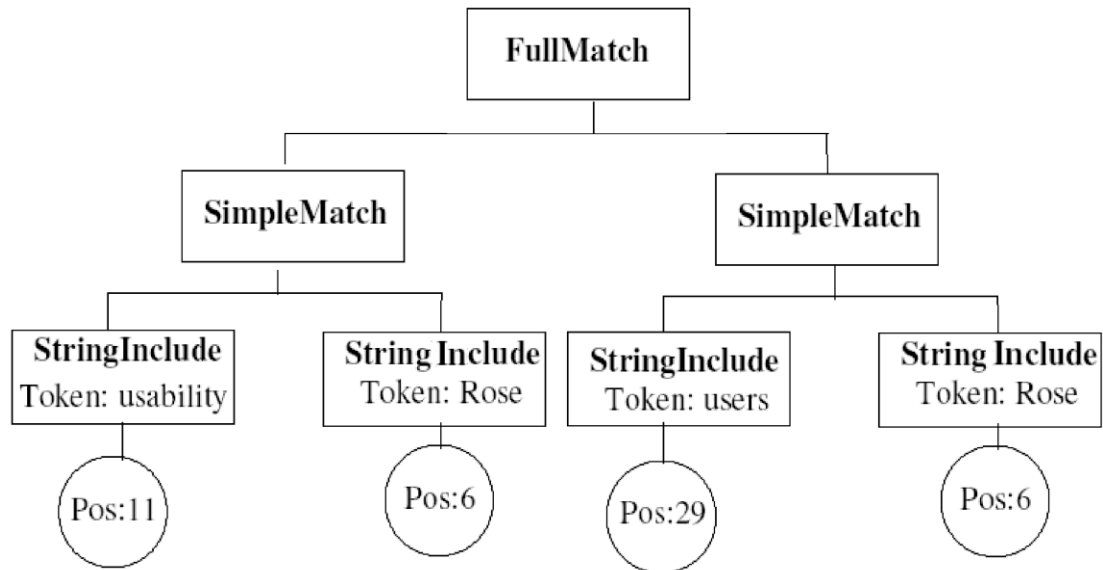 FullMatch
SimpleMatch
SimpleMatch
StringInclude
Token: usability
String Include
Token: Rose
StringInclude
Token: users
String Include
Token: Rose
Pos:11
Pos:6
Pos:29
Pos:6